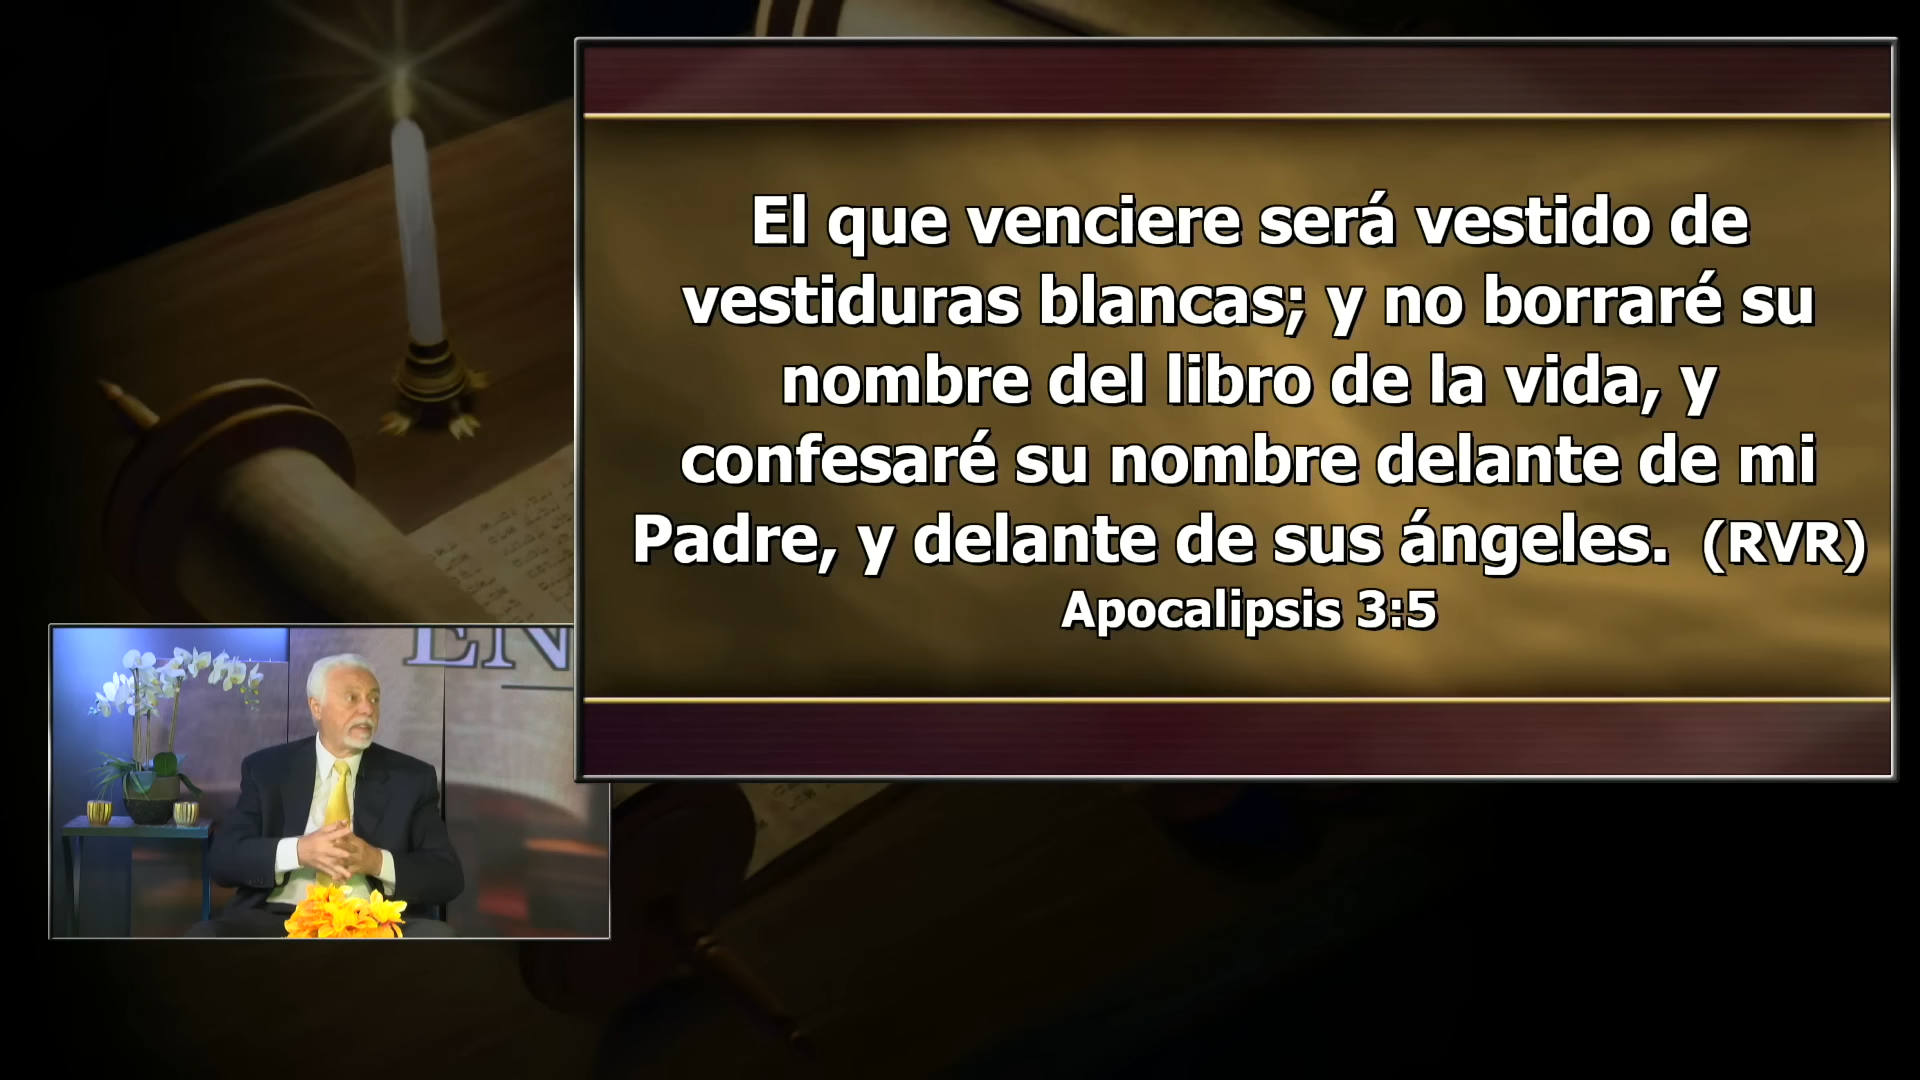 El que venciere será vestido de
vestiduras blancas; y no borraré su
nombre del libro de la vida, y
confesaré su nombre delante de mi
Padre, y delante de sus ángeles. (RVR)
Apocalipsis 3:5
EN